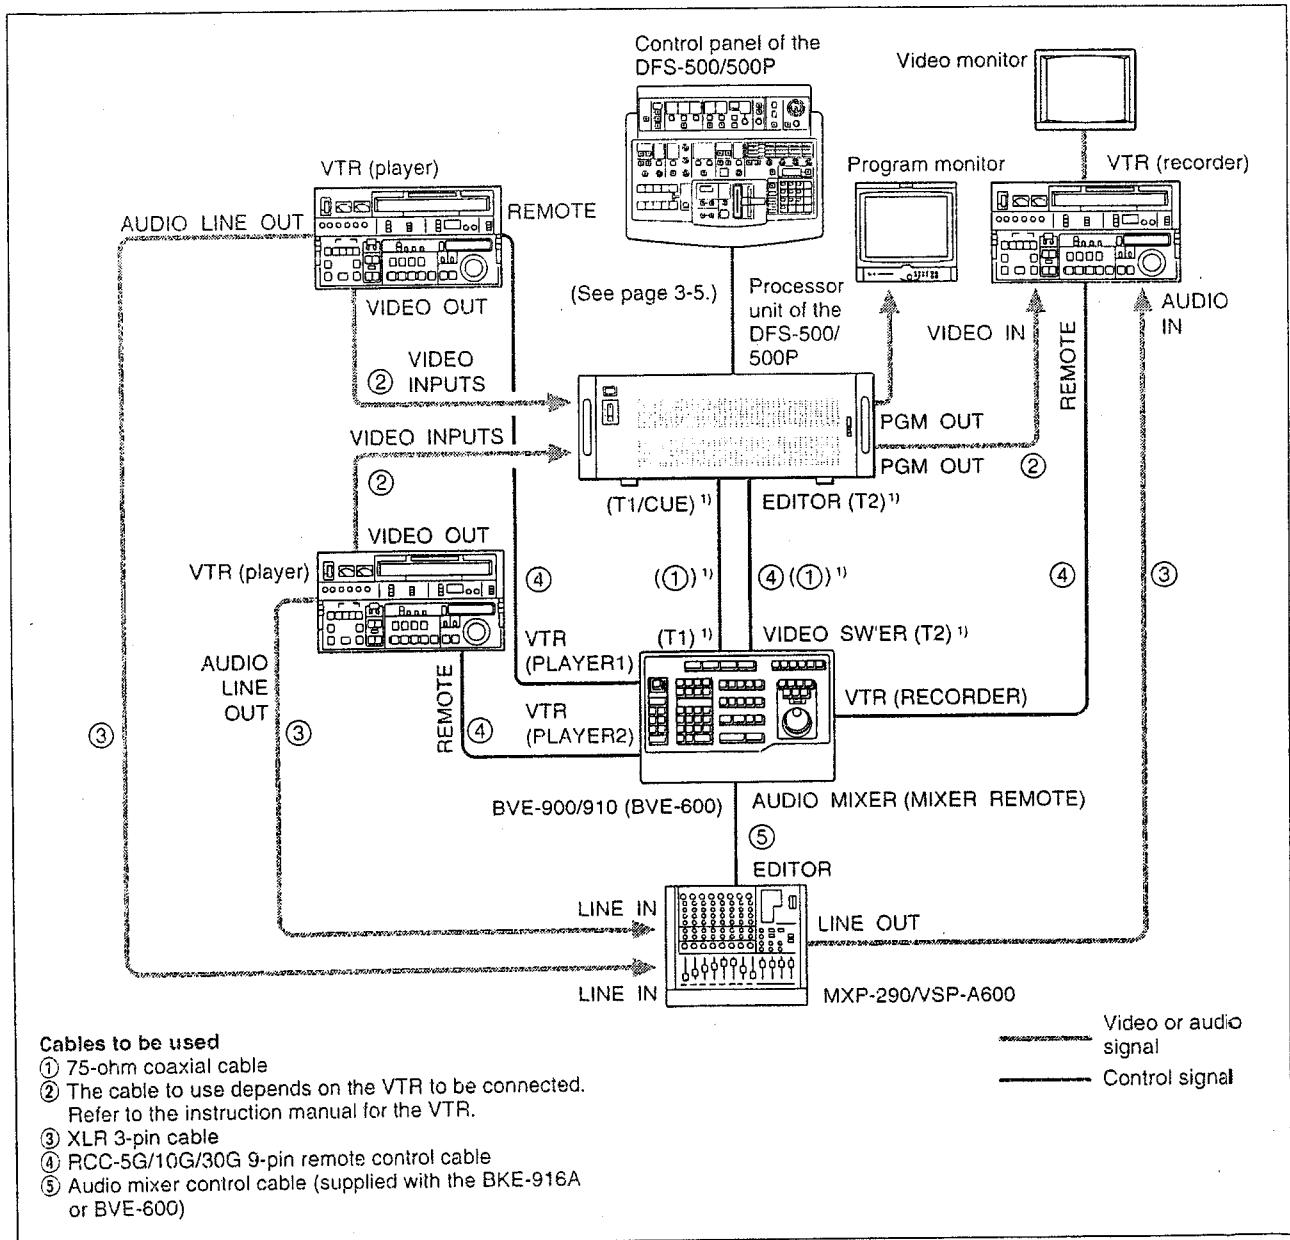 Control panel of the
DFS-500/500P
Video monitor
VTR (player)
Program monitor
VTR (recorder)
AUDIO LINE OUT
REMOTE
(See page 3-5.)
Processor
unit of the
DFS-500/
500P
VIDEO OUT
VIDEO IN
AUDIO
IN
REMOTE
VIDEO
② INPUTS
PGM OUT
VIDEO INPUTS
PGM OUT
②
②
(T1/CUE) 1)
EDITOR (T2) 1)
VIDEO OUT
VTR (player)
④
((①)) 1)
④ (①) 1)
④
③
(T1) 1)
VIDEO SW'ER (T2) 1)
VTR
(PLAYER1)
AUDIO
LINE
OUT
REMOTE
VTR (RECORDER)
VTR
(PLAYER2)
③
③
④
BVE-900/910 (BVE-600)
AUDIO MIXER (MIXER REMOTE)
⑤
EDITOR
LINE IN
LINE OUT
LINE IN
MXP-290/VSP-A600
Video or audio
signal
Control signal
Cables to be used
① 75-ohm coaxial cable
② The cable to use depends on the VTR to be connected.
Refer to the instruction manual for the VTR.
③ XLR 3-pin cable
④ RCC-5G/10G/30G 9-pin remote control cable
⑤ Audio mixer control cable (supplied with the BKE-916A
or BVE-600)